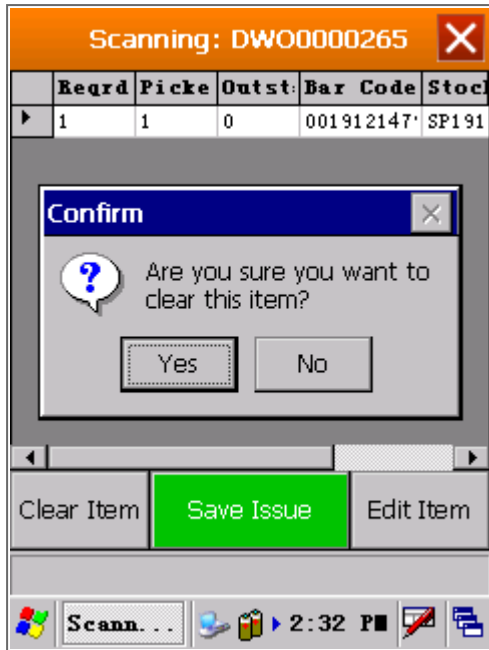 Scanning: DWO0000265
Reqrd Picke Outst Bar Code Stock
1 1 0 001912147 SP191
Confirm
Are you sure you want to
clear this item?
Yes No
Clear Item Save Issue Edit Item
Scann... 2:32 PM